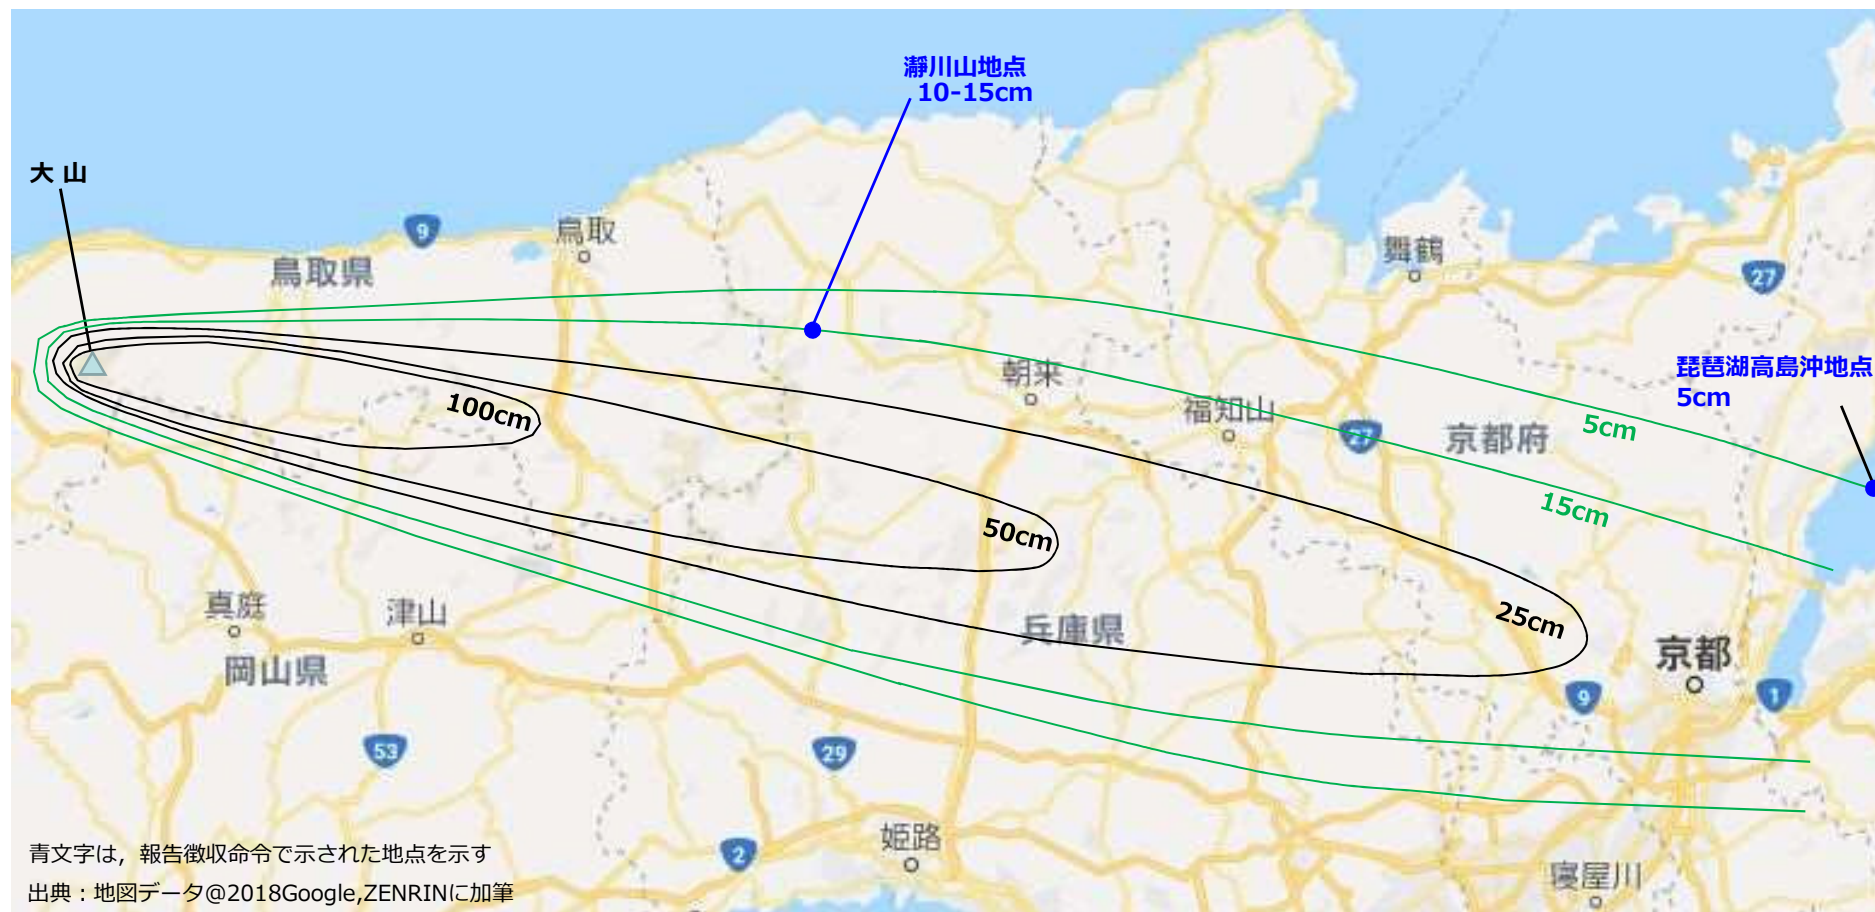 瀞川山地点
10-15cm
大 山
9
鳥取
鳥取県
舞鶴
27
琵琶湖高島沖地点
5cm
朝来
100cm
福知山
27
京都府
5cm
15cm
50cm
真庭
津山
25cm
兵庫県
京都
岡山県
9
1
53
29
姫路
2
寝屋川
青文字は，報告徴収命令で示された地点を示す
出典：地図データ@2018Google,ZENRINに加筆